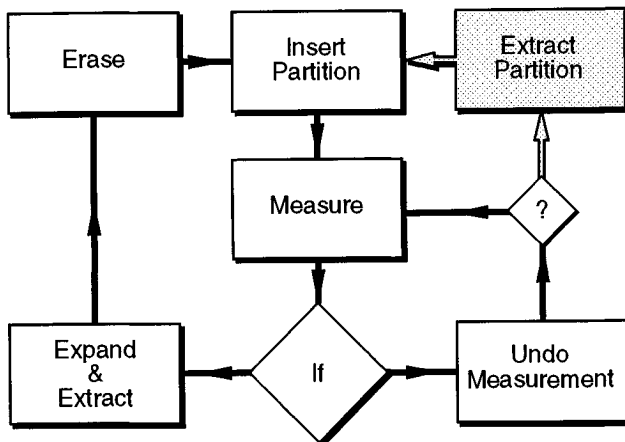 Erase
Insert
Partition
Extract
Partition
Measure
?
Expand
&
Extract
If
Undo
Measurement